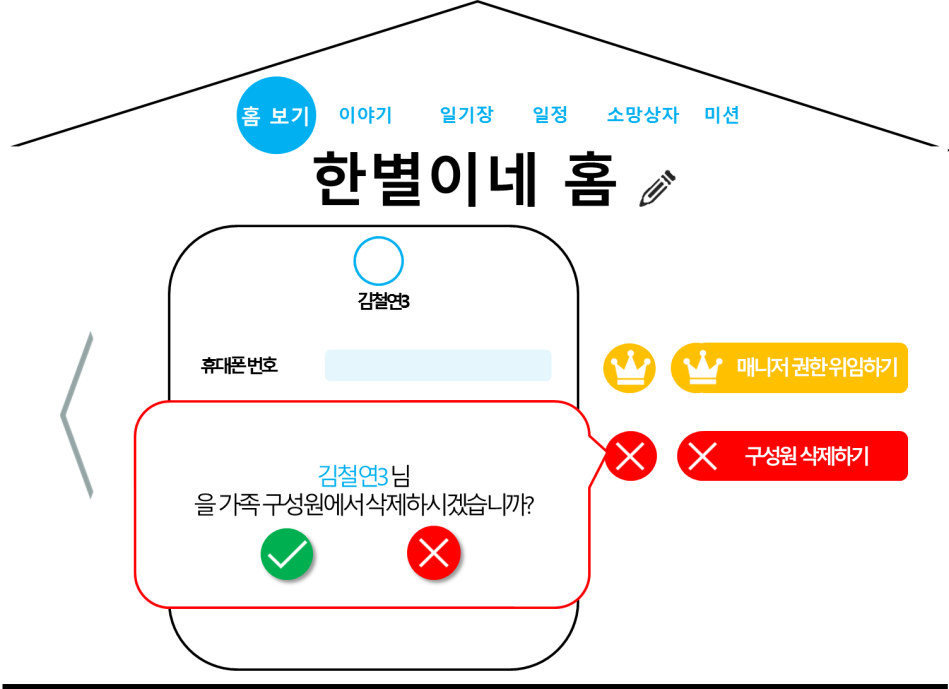 홈 보기 이야기 일기장 일정 소망상자 미션
한별이네 홈
김철연3
휴대폰 번호
매니저 권한 위임하기
구성원 삭제하기
김철연3 님
을 가족 구성원에서 삭제하시겠습니까?